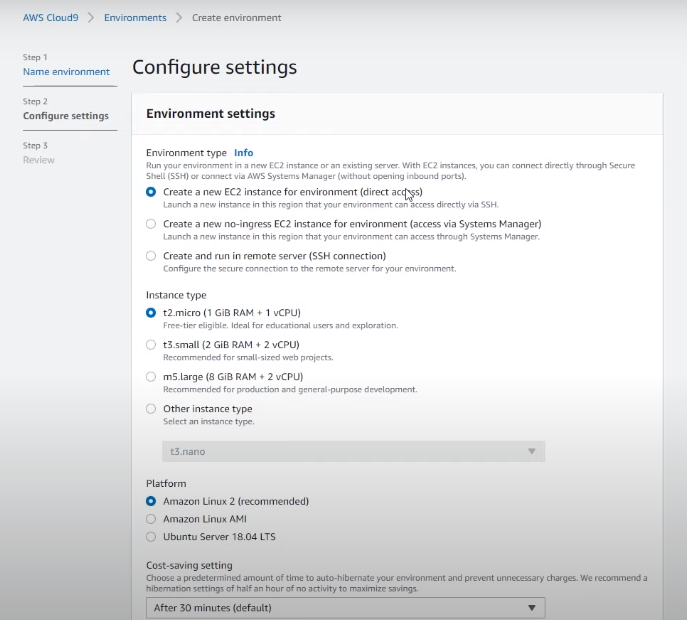 AWS Cloud9 > Environments > Create environment
Step 1
Name environment
Step 2
Configure settings
Step 3
Review
Configure settings
Environment settings
Environment type Info
Run your environment in a new EC2 instance or an existing server. With EC2 instances, you can connect directly through Secure
Shell (SSH) or connect via AWS Systems Manager (without opening inbound ports).
Create a new EC2 instance for environment (direct access)
Launch a new instance in this region that your environment can access directly via SSH.
Create a new no-ingress EC2 instance for environment (access via Systems Manager)
Launch a new instance in this region that your environment can access through Systems Manager.
Create and run in remote server (SSH connection)
Configure the secure connection to the remote server for your environment.
Instance type
t2.micro (1 GiB RAM + 1 vCPU)
Free-tier eligible. Ideal for educational users and exploration.
t3.small (2 GiB RAM + 2 vCPU)
Recommended for small-sized web projects.
m5.large (8 GiB RAM + 2 vCPU)
Recommended for production and general-purpose development.
Other instance type
Select an instance type.
t3.nano
Platform
Amazon Linux 2 (recommended)
Amazon Linux AMI
Ubuntu Server 18.04 LTS
Cost-saving setting
Choose a predetermined amount of time to auto-hibernate your environment and prevent unnecessary charges. We recommend a
hibernation settings of half an hour of no activity to maximize savings.
After 30 minutes (default)